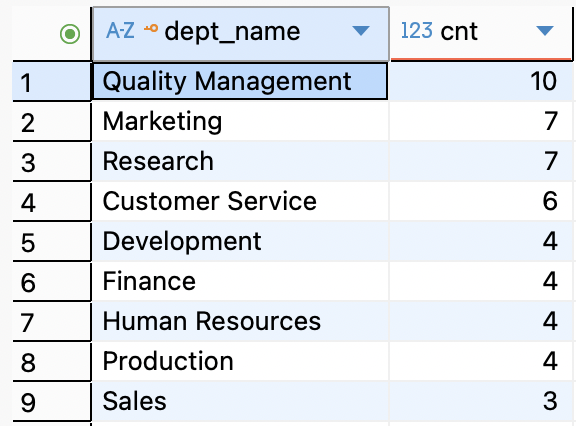 A-Z dept_name 123 cnt
1 Quality Management 10
2 Marketing 7
3 Research 7
4 Customer Service 6
5 Development 4
6 Finance 4
7 Human Resources 4
8 Production 4
9 Sales 3